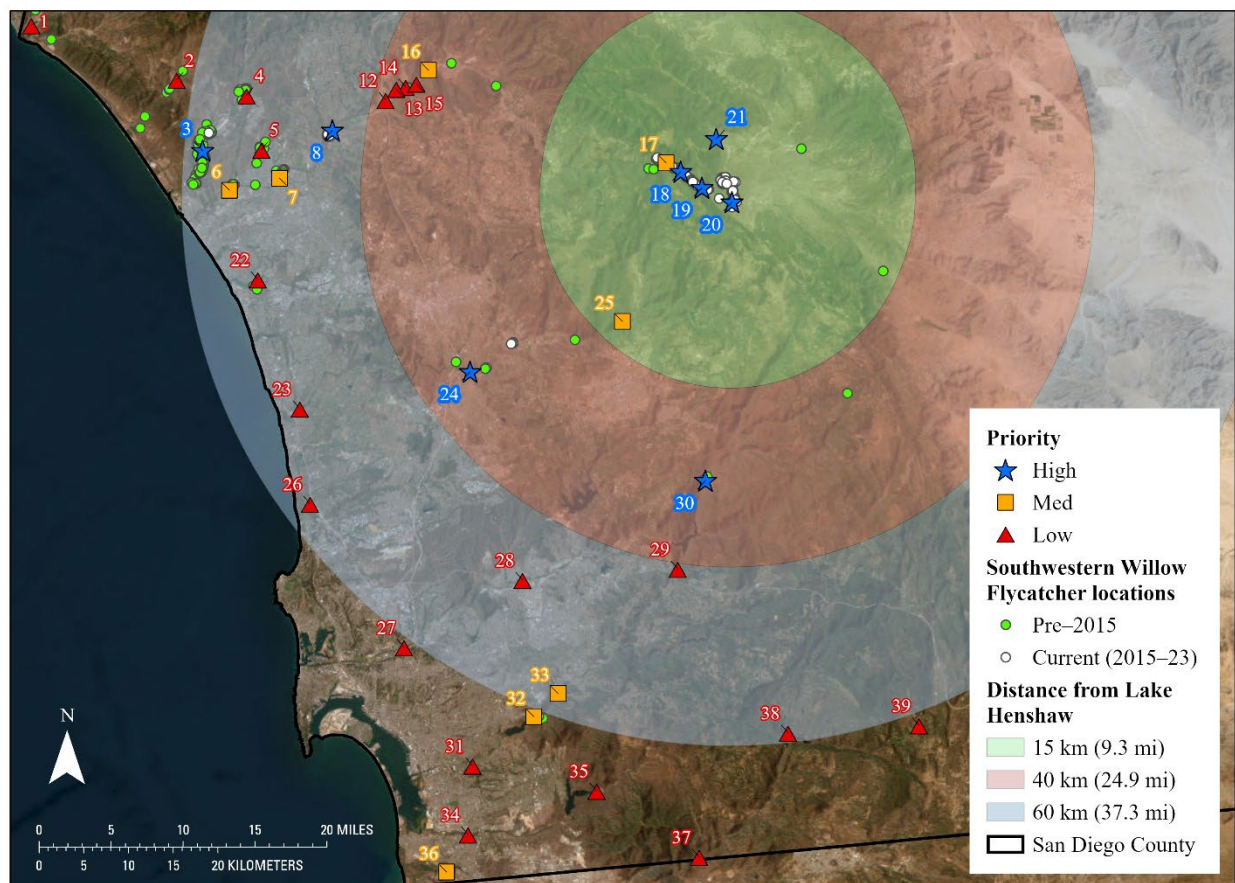 1
2
4
16
14
12
13
15
21
3
5
8
17
6
7
18
19
20
22
25
24
23
30
26
29
28
27
33
32
38
39
31
35
34
37
36
N
0 5 10 15 20 MILES
0 5 10 15 20 KILOMETERS
Priority
High
Med
Low
Southwestern Willow
Flycatcher locations
Pre–2015
Current (2015–23)
Distance from Lake
Henshaw
15 km (9.3 mi)
40 km (24.9 mi)
60 km (37.3 mi)
San Diego County